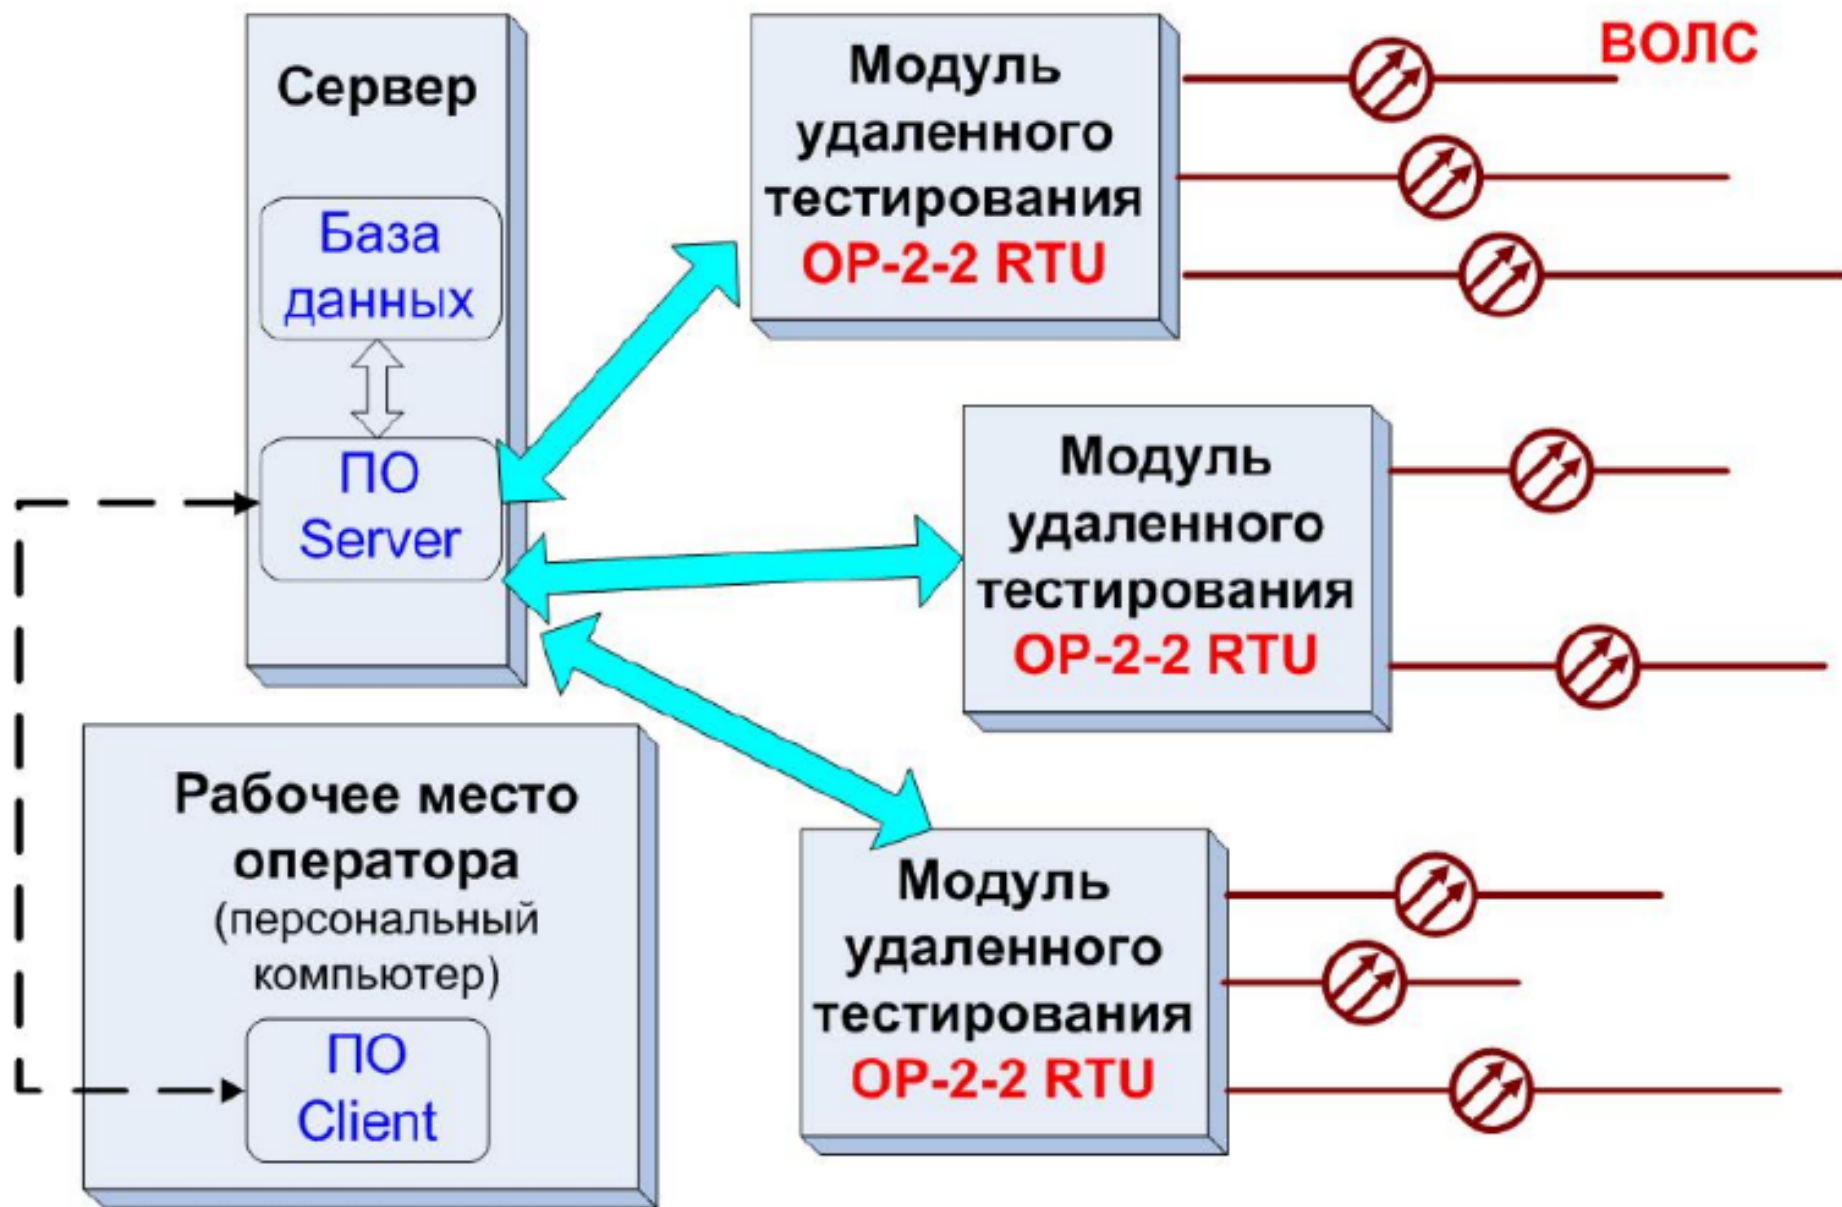 Сервер
База
данных
ПО
Server
Рабочее место
оператора
(персональный
компьютер)
ПО
Client
Модуль
удаленного
тестирования
OP-2-2 RTU
ВОЛС
Модуль
удаленного
тестирования
OP-2-2 RTU
Модуль
удаленного
тестирования
OP-2-2 RTU